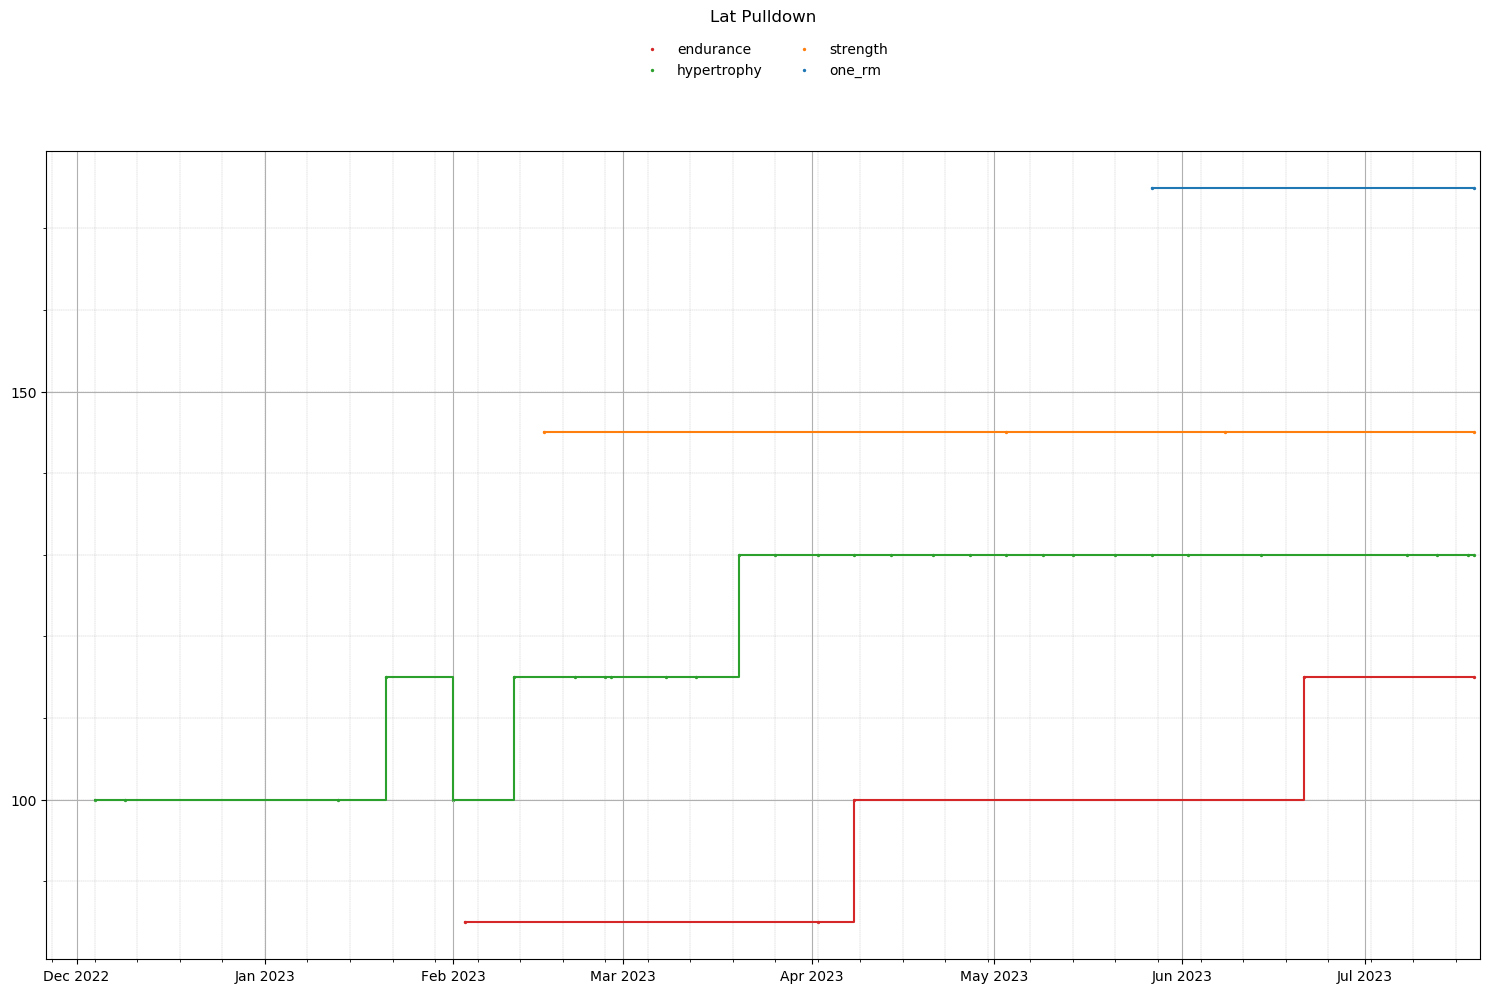 Lat Pulldown
endurance strength
hypertrophy one_rm
150
100
Dec 2022 Jan 2023 Feb 2023 Mar 2023 Apr 2023 May 2023 Jun 2023 Jul 2023